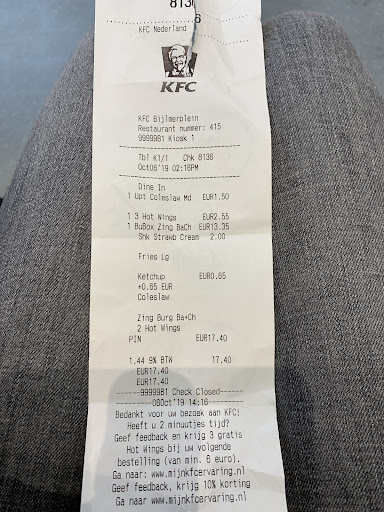 8136
6
KFC Nederland
KFC
KFC Bijlmerplein
Restaurant nummer: 415
9999981 Kiosk 1
Tbl K1/1 Chk 8136
Oct06'19 02:16PM
Dine In
1 Upt Coleslaw Md EUR1.50
1 3 Hot Wings EUR2.55
1 BuBox Zing BaCh EUR13.35
Shk Strawb Cream 2.00
Fries Lg
Ketchup EUR0.65
+0.65 EUR
Coleslaw
Zing Burg Ba+Ch
2 Hot Wings
PIN EUR17.40
1.44 9% BTW 17.40
EUR17.40
EUR17.40
------9999981 Check Closed------
--------06Oct'19 14:16--------
Bedankt voor uw bezoek aan KFC!
Heeft u 2 minuutjes tijd?
Geef feedback en krijg 3 gratis
Hot Wings bij uw volgende
bestelling (van min. 6 euro).
Ga naar: www.mijnkfcervaring.nl
Geef feedback, krijg 10% korting
Ga naar www.mijnkfcervaring.nl